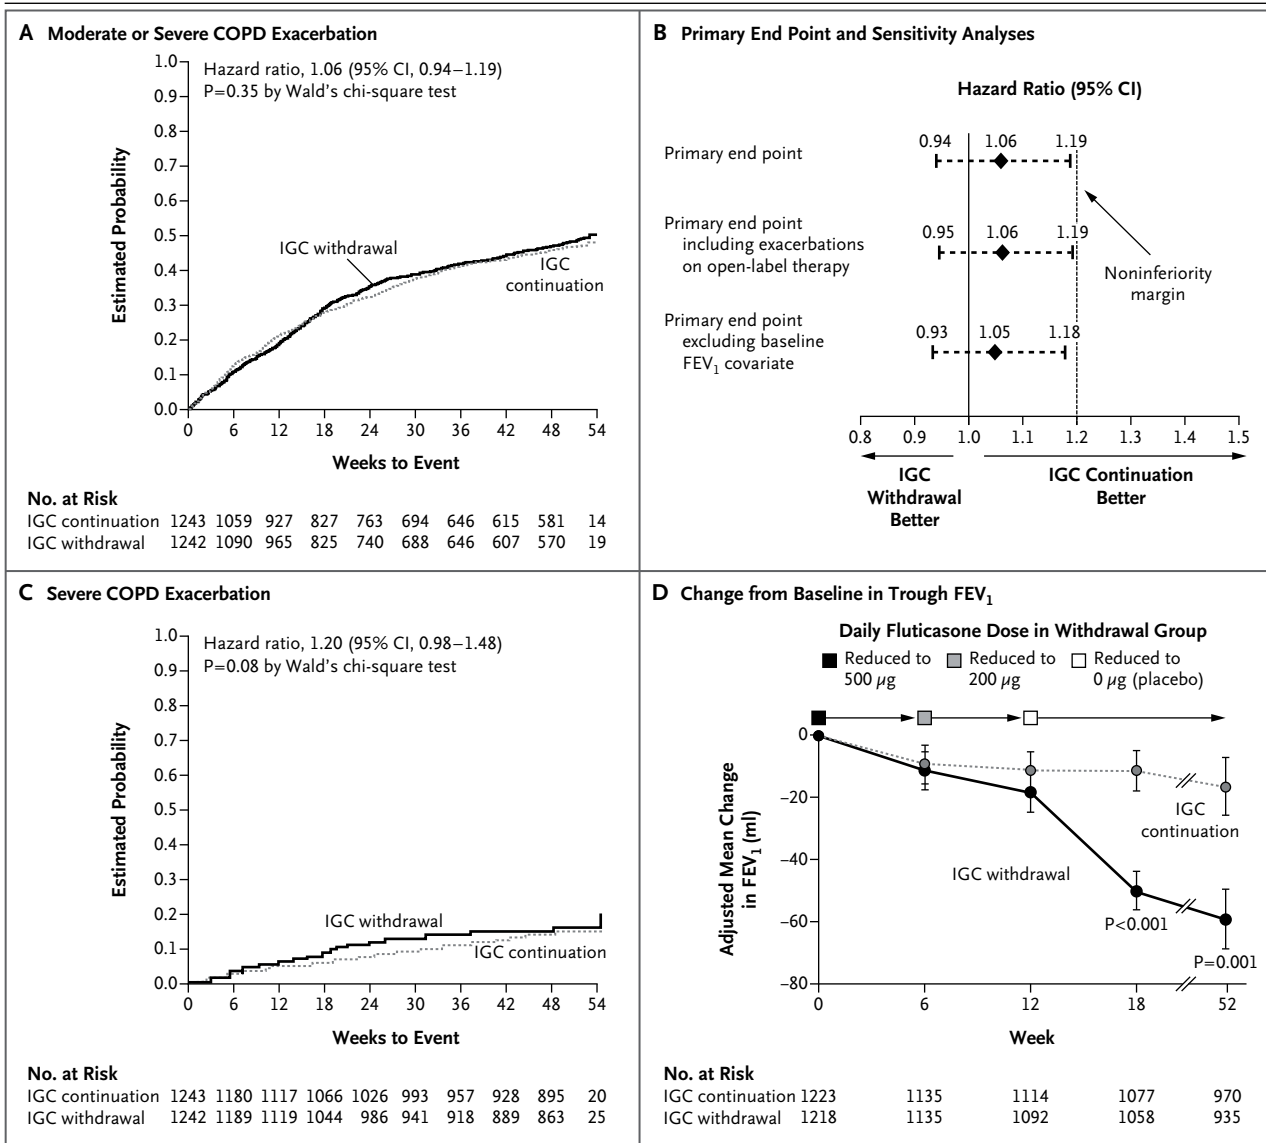 A Moderate or Severe COPD Exacerbation
Hazard ratio, 1.06 (95% CI, 0.94–1.19)
P=0.35 by Wald's chi-square test
Estimated Probability
1.0
0.9
0.8
0.7
0.6
0.5
0.4
0.3
0.2
0.1
0.0
IGC withdrawal
IGC
continuation
0 6 12 18 24 30 36 42 48 54
Weeks to Event
No. at Risk
IGC continuation 1243 1059 927 827 763 694 646 615 581 14
IGC withdrawal 1242 1090 965 825 740 688 646 607 570 19
B Primary End Point and Sensitivity Analyses
Hazard Ratio (95% CI)
Primary end point
0.94 1.06 1.19
Primary end point
including exacerbations
on open-label therapy
0.95 1.06 1.19
Noninferiority
margin
Primary end point
excluding baseline
FEV1 covariate
0.93 1.05 1.18
0.8 0.9 1.0 1.1 1.2 1.3 1.4 1.5
IGC
Withdrawal
Better
IGC Continuation
Better
C Severe COPD Exacerbation
Hazard ratio, 1.20 (95% CI, 0.98–1.48)
P=0.08 by Wald's chi-square test
Estimated Probability
1.0
0.9
0.8
0.7
0.6
0.5
0.4
0.3
0.2
0.1
0.0
IGC withdrawal
IGC continuation
0 6 12 18 24 30 36 42 48 54
Weeks to Event
No. at Risk
IGC continuation 1243 1180 1117 1066 1026 993 957 928 895 20
IGC withdrawal 1242 1189 1119 1044 986 941 918 889 863 25
D Change from Baseline in Trough FEV1
Daily Fluticasone Dose in Withdrawal Group
Reduced to
500 µg
Reduced to
200 µg
Reduced to
0 µg (placebo)
Adjusted Mean Change
in FEV1 (ml)
0
–20
–40
–60
–80
IGC
continuation
IGC withdrawal
P<0.001
P=0.001
0 6 12 18 52
Week
No. at Risk
IGC continuation 1223 1135 1114 1077 970
IGC withdrawal 1218 1135 1092 1058 935